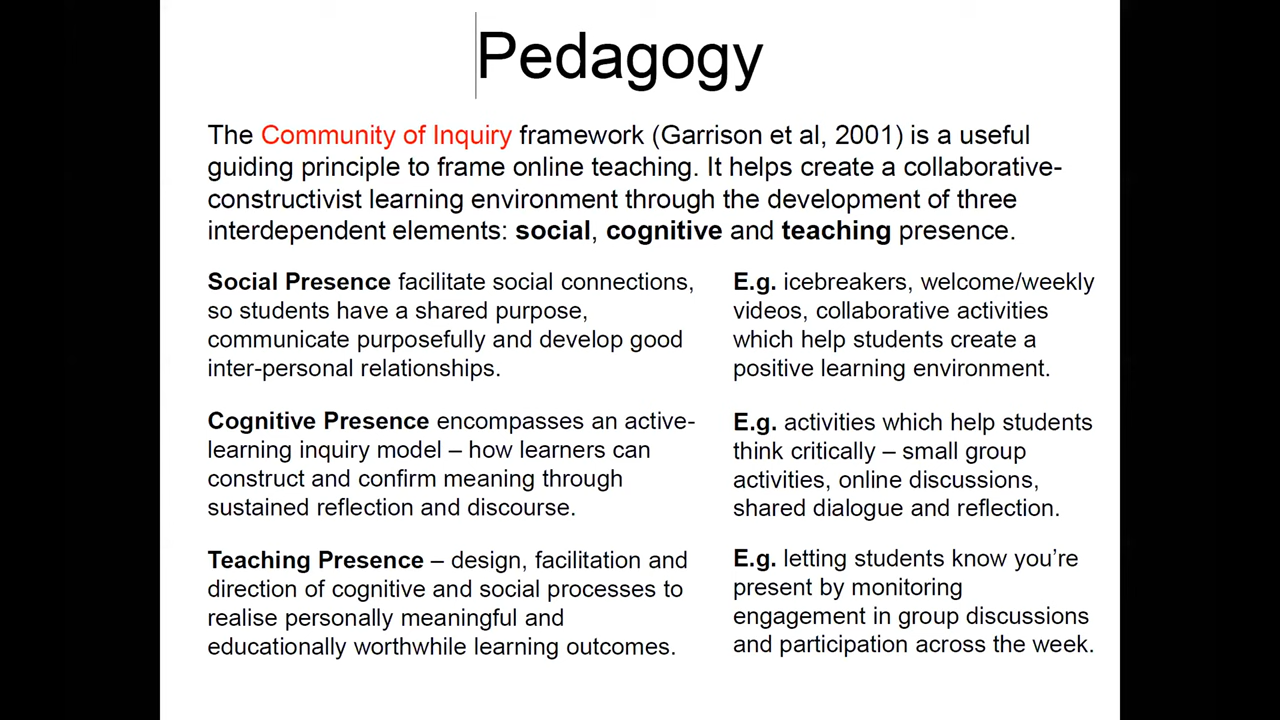 Pedagogy
The Community of Inquiry framework (Garrison et al, 2001) is a useful
guiding principle to frame online teaching. It helps create a collaborative-
constructivist learning environment through the development of three
interdependent elements: social, cognitive and teaching presence.
Social Presence facilitate social connections,
so students have a shared purpose,
communicate purposefully and develop good
inter-personal relationships.
E.g. icebreakers, welcome/weekly
videos, collaborative activities
which help students create a
positive learning environment.
Cognitive Presence encompasses an active-
learning inquiry model – how learners can
construct and confirm meaning through
sustained reflection and discourse.
E.g. activities which help students
think critically – small group
activities, online discussions,
shared dialogue and reflection.
Teaching Presence – design, facilitation and
direction of cognitive and social processes to
realise personally meaningful and
educationally worthwhile learning outcomes.
E.g. letting students know you’re
present by monitoring
engagement in group discussions
and participation across the week.